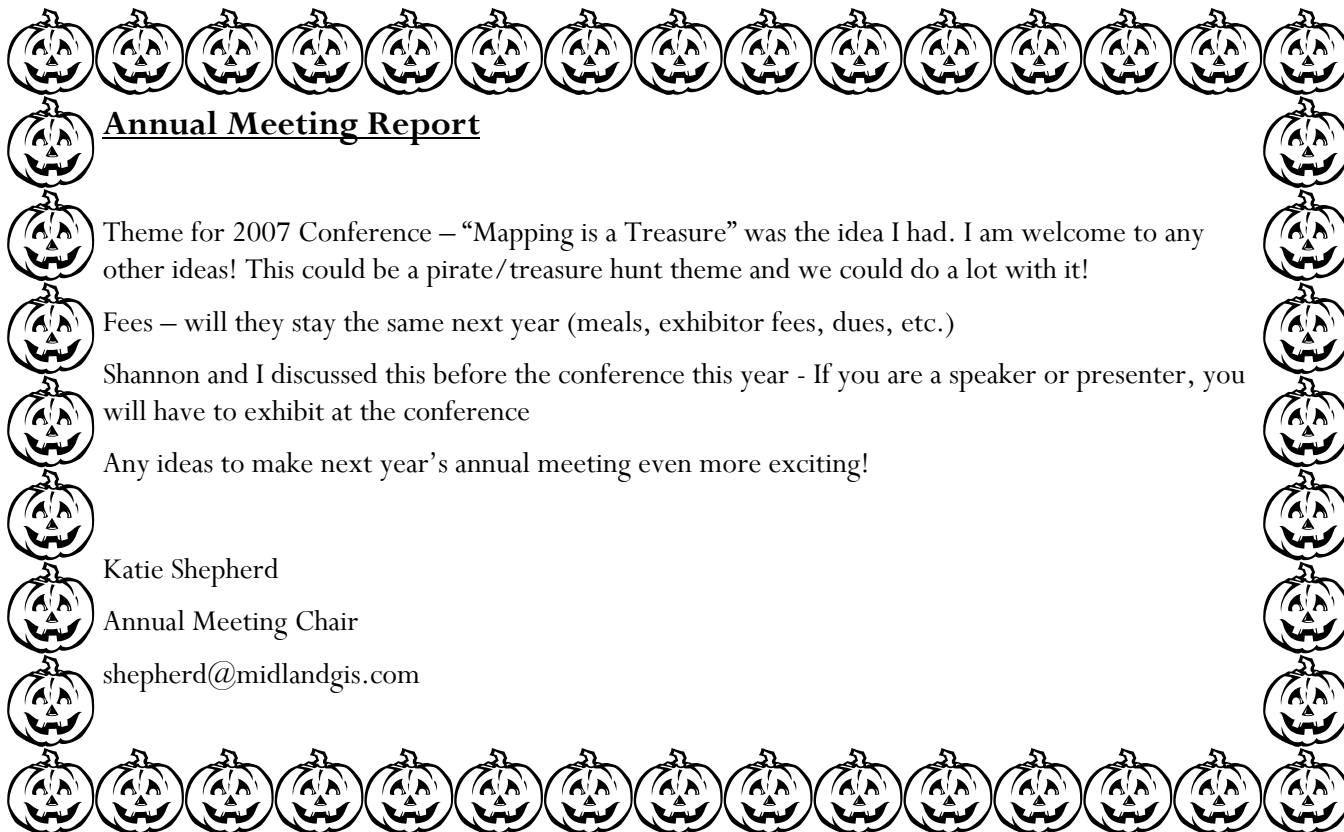 Annual Meeting Report
Theme for 2007 Conference – “Mapping is a Treasure” was the idea I had. I am welcome to any
other ideas! This could be a pirate/treasure hunt theme and we could do a lot with it!
Fees – will they stay the same next year (meals, exhibitor fees, dues, etc.)
Shannon and I discussed this before the conference this year - If you are a speaker or presenter, you
will have to exhibit at the conference
Any ideas to make next year’s annual meeting even more exciting!
Katie Shepherd
Annual Meeting Chair
shepherd@midlandgis.com